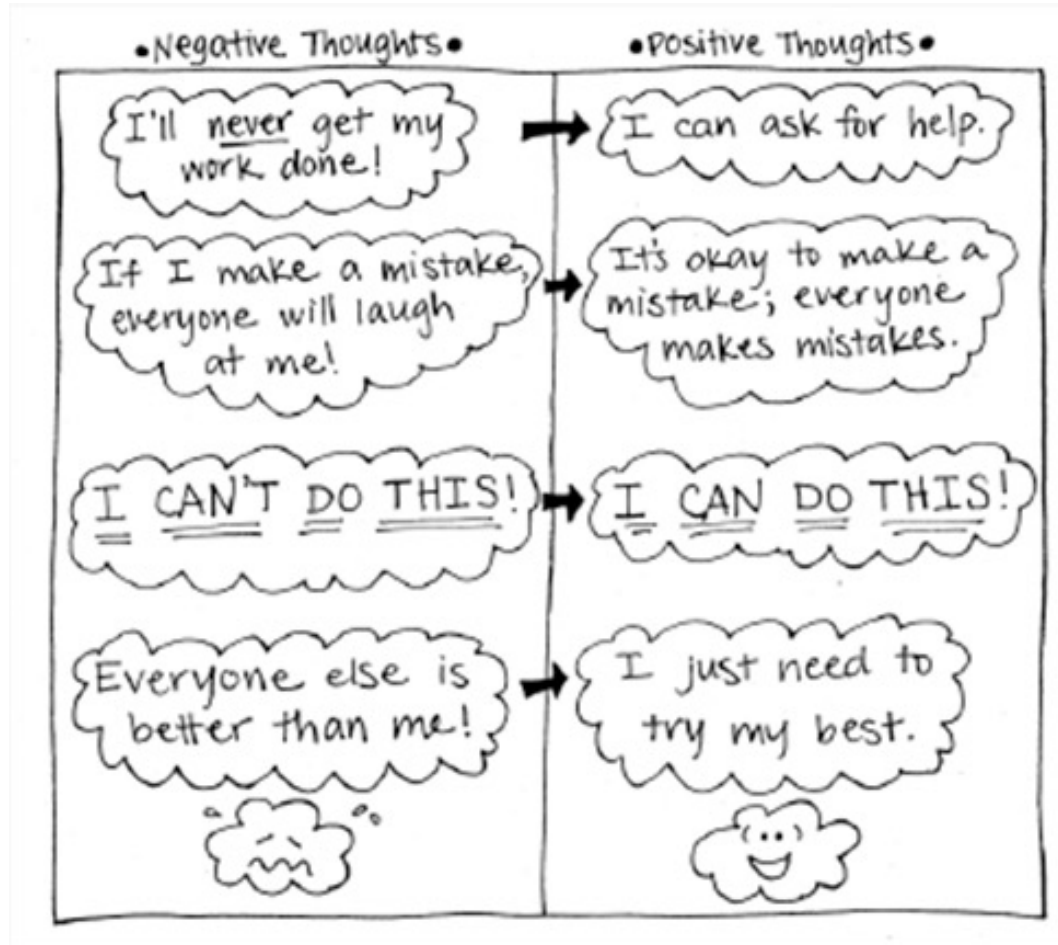 •Negative Thoughts•
•Positive Thoughts•
I'll never get my
work done!
I can ask for help.
If I make a mistake,
everyone will laugh
at me!
It's okay to make a
mistake; everyone
makes mistakes.
I CAN'T DO THIS!
I CAN DO THIS!
Everyone else is
better than me!
I just need to
try my best.